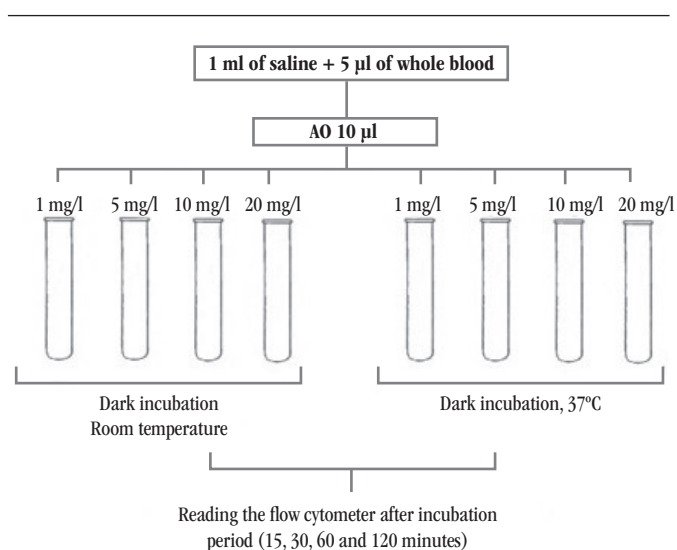 1 ml of saline + 5 µl of whole blood
AO 10 µl
1 mg/l 5 mg/l 10 mg/l 20 mg/l 1 mg/l 5 mg/l 10 mg/l 20 mg/l
Dark incubation
Room temperature
Dark incubation, 37ºC
Reading the flow cytometer after incubation
period (15, 30, 60 and 120 minutes)